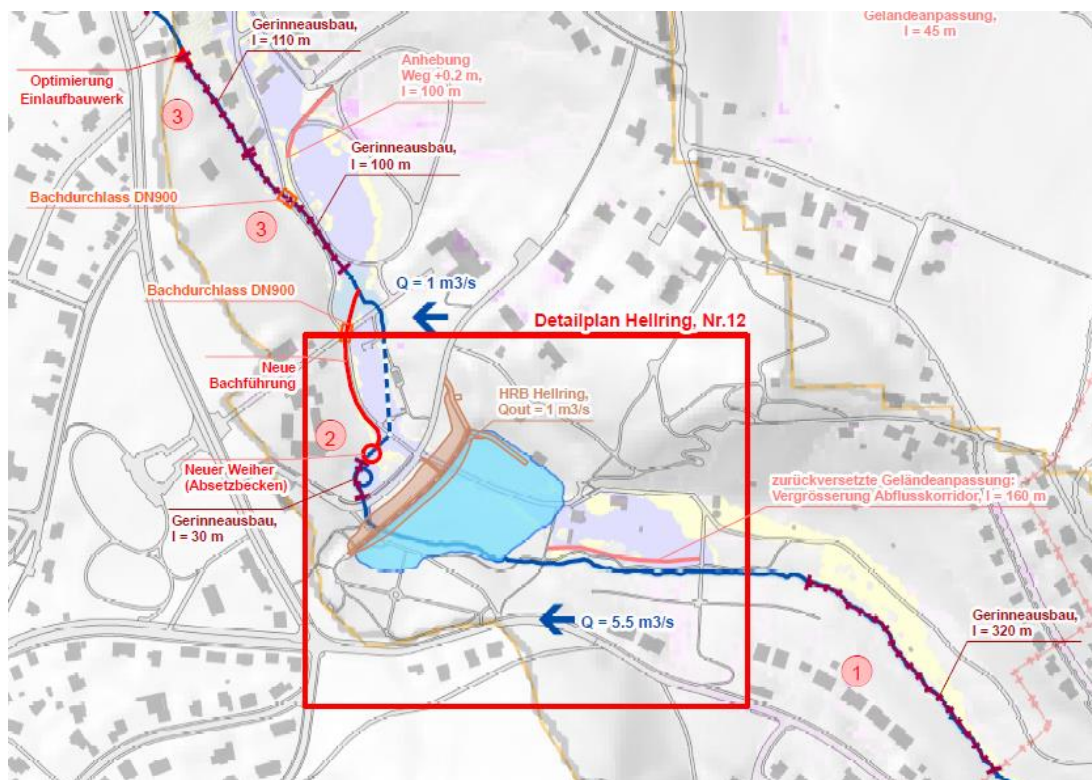 Gerinneausbau,
l = 110 m
Geländeanpassung,
l = 45 m
Optimierung
Einlaufbauwerk
Anhebung
Weg +0.2 m,
l = 100 m
3
Gerinneausbau,
l = 100 m
Bachdurchlass DN900
3
Bachdurchlass DN900
Q = 1 m3/s
Detailplan Hellring, Nr.12
Neue
Bachführung
HRB Hellring,
Qout = 1 m3/s
2
Neuer Weiher
(Absetzbecken)
zurückversetzte Geländeanpassung:
Vergrösserung Abflusskorridor, l = 160 m
Gerinneausbau,
l = 30 m
Q = 5.5 m3/s
Gerinneausbau,
l = 320 m
1